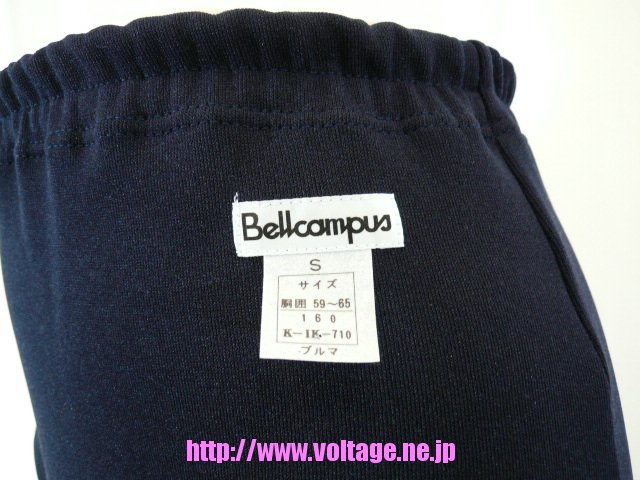 Bellcampus
S
サイズ
胴囲 59～65
160
K－IK－710
ブルマ
http://www.voltage.ne.jp